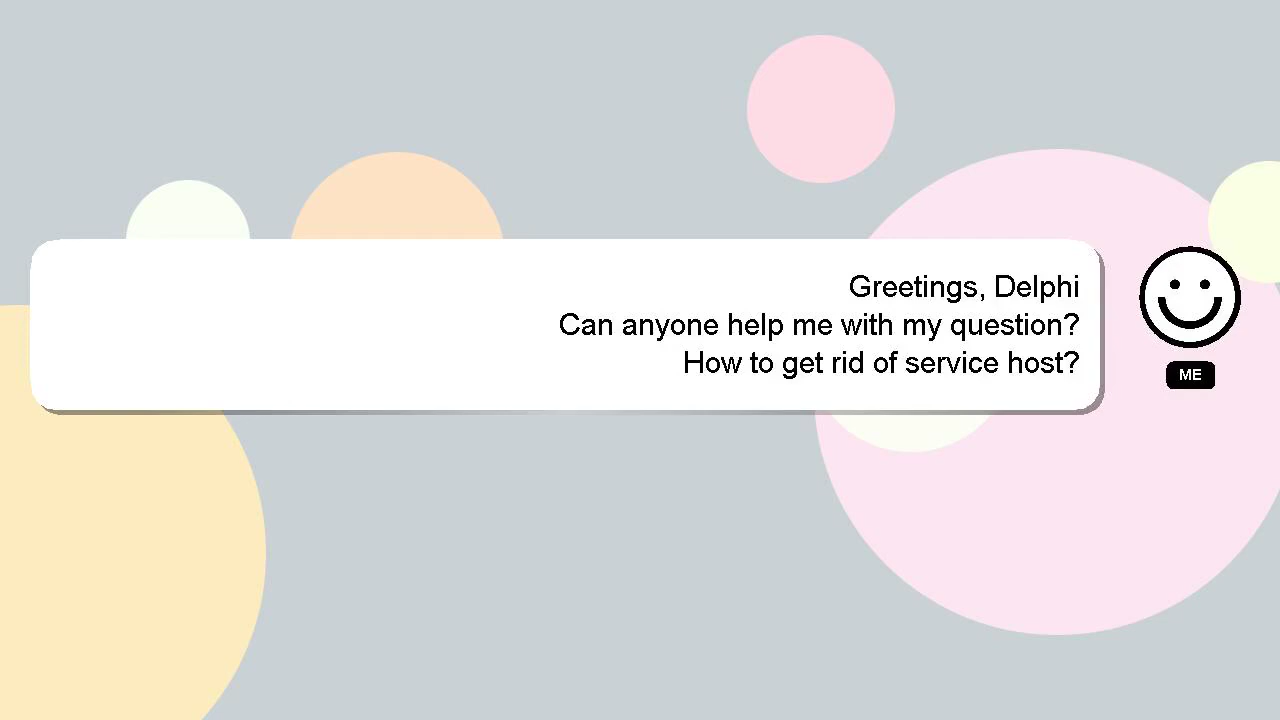 Greetings, Delphi
Can anyone help me with my question?
How to get rid of service host?
ME